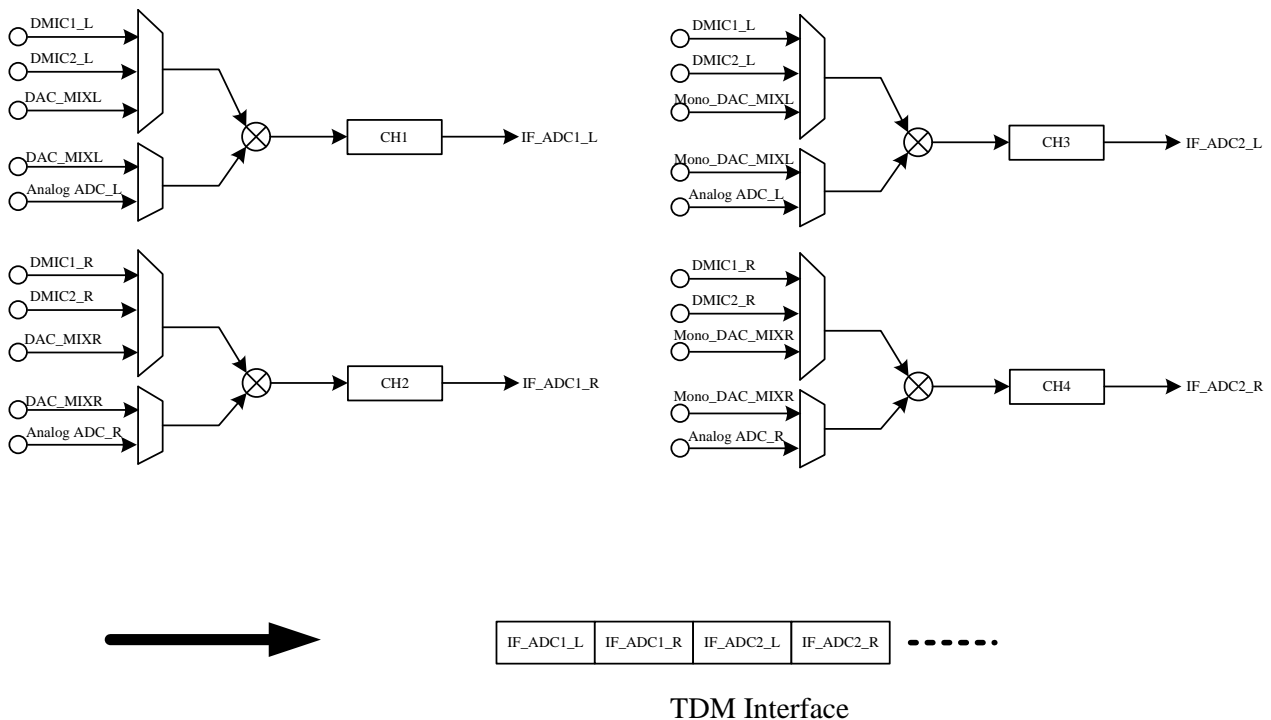 DMIC1_L
DMIC2_L
DAC_MIXL
DAC_MIXL
Analog ADC_L
CH1
IF_ADC1_L
DMIC1_L
DMIC2_L
Mono_DAC_MIXL
Mono_DAC_MIXL
Analog ADC_L
CH3
IF_ADC2_L
DMIC1_R
DMIC2_R
DAC_MIXR
DAC_MIXR
Analog ADC_R
CH2
IF_ADC1_R
DMIC1_R
DMIC2_R
Mono_DAC_MIXR
Mono_DAC_MIXR
Analog ADC_R
CH4
IF_ADC2_R
IF_ADC1_L IF_ADC1_R IF_ADC2_L IF_ADC2_R
TDM Interface